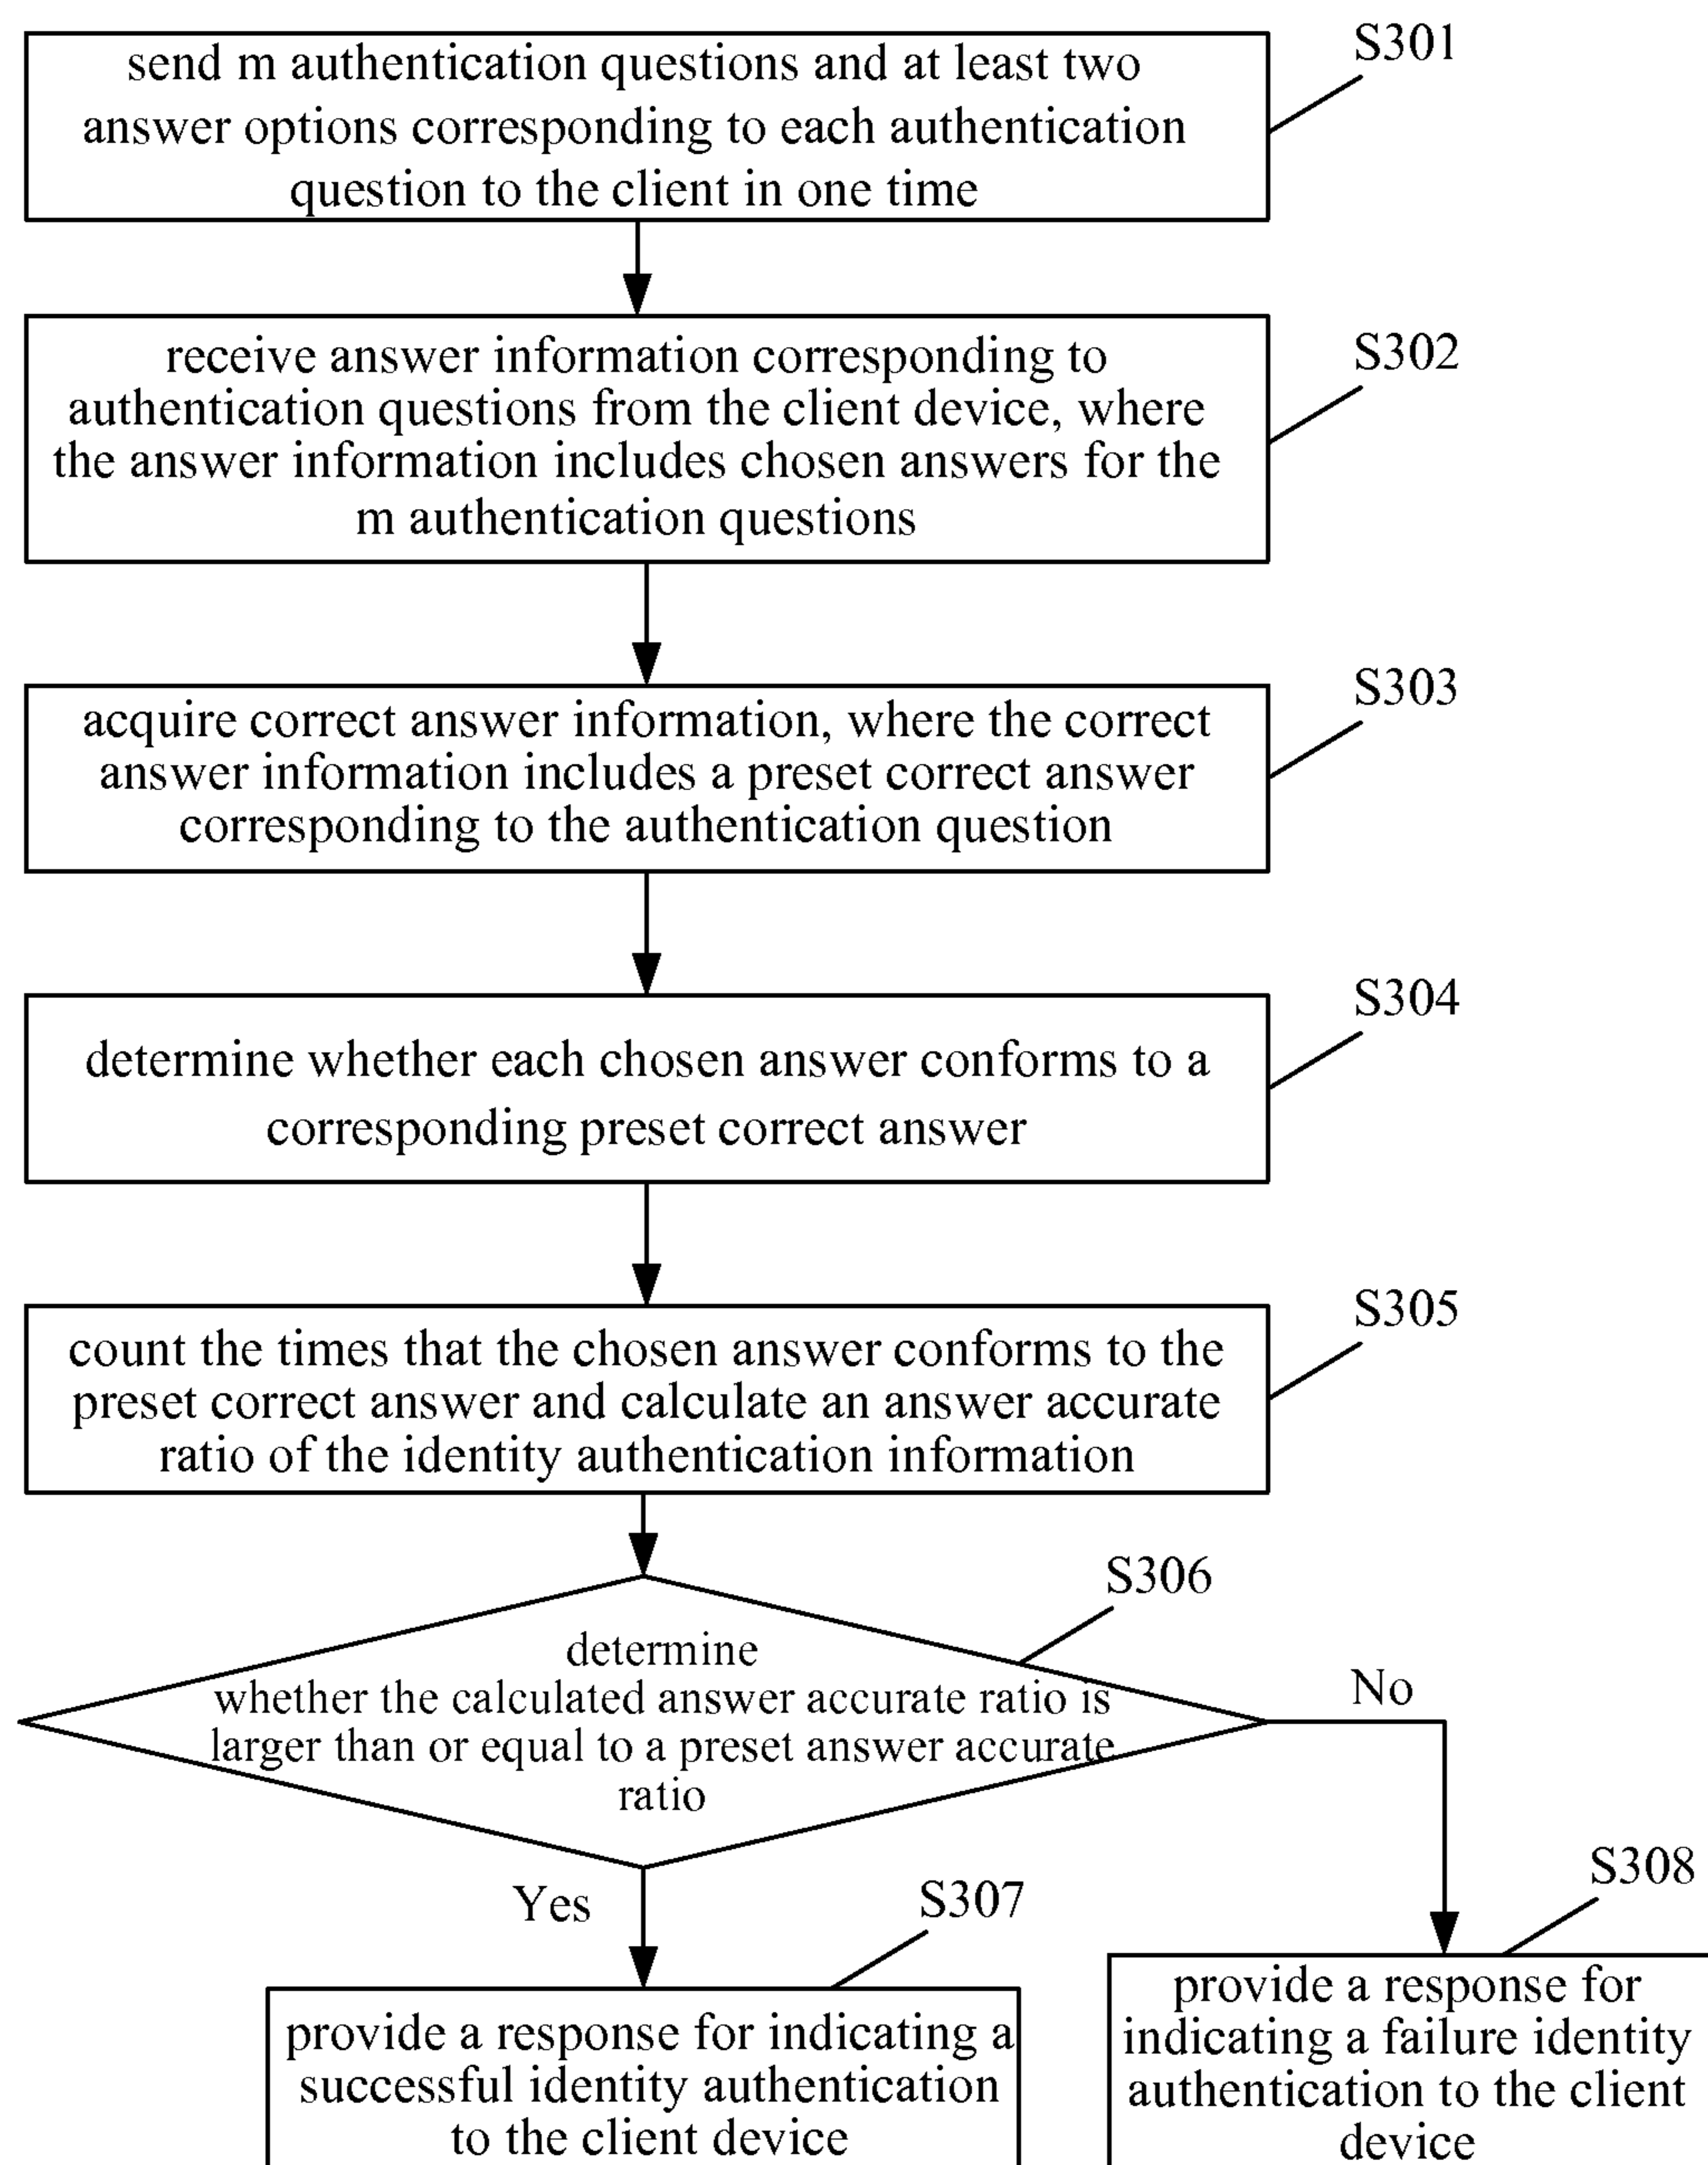 S301
send m authentication questions and at least two
answer options corresponding to each authentication
question to the client in one time
S302
receive answer information corresponding to
authentication questions from the client device, where
the answer information includes chosen answers for the
m authentication questions
S303
acquire correct answer information, where the correct
answer information includes a preset correct answer
corresponding to the authentication question
S304
determine whether each chosen answer conforms to a
corresponding preset correct answer
S305
count the times that the chosen answer conforms to the
preset correct answer and calculate an answer accurate
ratio of the identity authentication information
S306
determine
whether the calculated answer accurate ratio is
larger than or equal to a preset answer accurate
ratio
No
Yes
S307
provide a response for indicating a
successful identity authentication
to the client device
S308
provide a response for
indicating a failure identity
authentication to the client
device